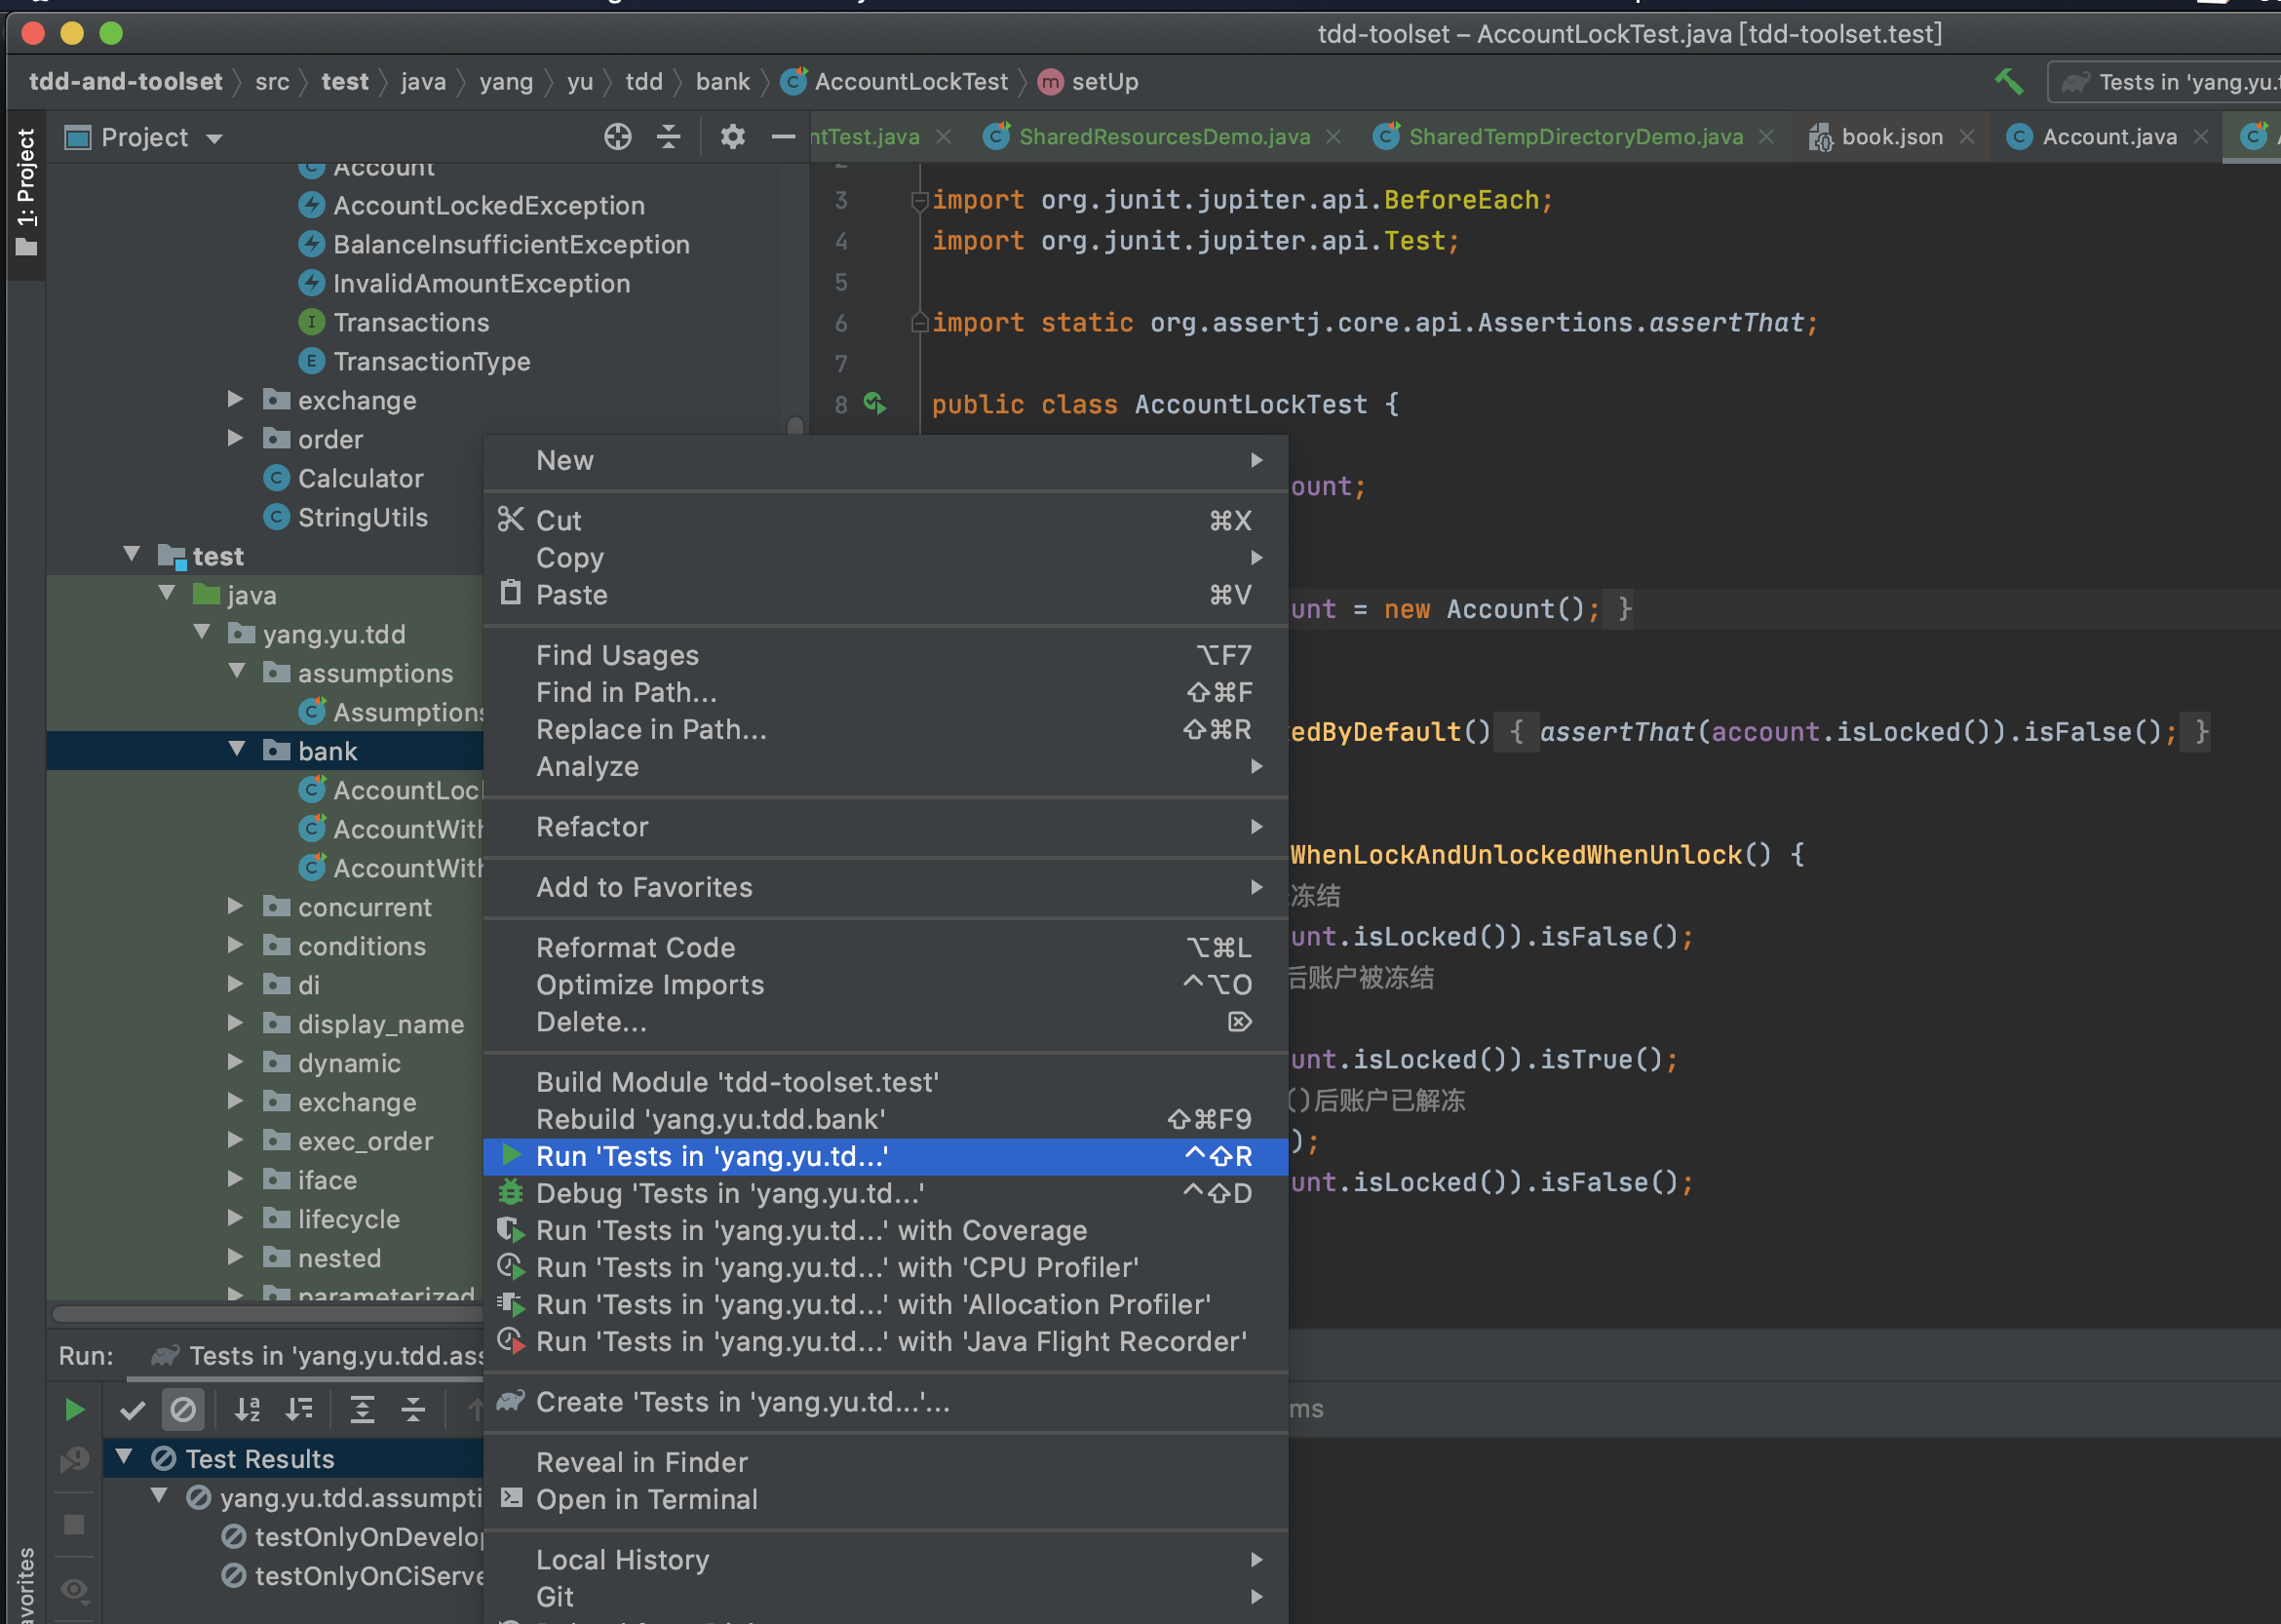 tdd-toolset – AccountLockTest.java [tdd-toolset.test]
tdd-and-toolset src test java yang yu tdd bank AccountLockTest setUp
Tests in 'yang.yu.t
1: Project
Project
ntTest.java SharedResourcesDemo.java SharedTempDirectoryDemo.java book.json Account.java
Account
AccountLockedException
BalanceInsufficientException
InvalidAmountException
Transactions
TransactionType
exchange
order
Calculator
StringUtils
test
java
yang.yu.tdd
assumptions
Assumptions
bank
AccountLock
AccountWith
AccountWith
concurrent
conditions
di
display_name
dynamic
exchange
exec_order
iface
lifecycle
nested
parameterized
2
3 import org.junit.jupiter.api.BeforeEach;
4 import org.junit.jupiter.api.Test;
5
6 import static org.assertj.core.api.Assertions.assertThat;
7
8 public class AccountLockTest {
ount;
unt = new Account(); }
edByDefault() { assertThat(account.isLocked()).isFalse(); }
WhenLockAndUnlockedWhenUnlock() {
冻结
unt.isLocked()).isFalse();
后账户被冻结
unt.isLocked()).isTrue();
()后账户已解冻
);
unt.isLocked()).isFalse();
New
Cut ⌘X
Copy
Paste ⌘V
Find Usages ⌥F7
Find in Path... ⇧⌘F
Replace in Path... ⇧⌘R
Analyze
Refactor
Add to Favorites
Reformat Code ⌥⌘L
Optimize Imports ^⌥O
Delete... ⌦
Build Module 'tdd-toolset.test'
Rebuild 'yang.yu.tdd.bank' ⇧⌘F9
Run 'Tests in 'yang.yu.td...' ^⇧R
Debug 'Tests in 'yang.yu.td...' ^⇧D
Run 'Tests in 'yang.yu.td...' with Coverage
Run 'Tests in 'yang.yu.td...' with 'CPU Profiler'
Run 'Tests in 'yang.yu.td...' with 'Allocation Profiler'
Run 'Tests in 'yang.yu.td...' with 'Java Flight Recorder'
Create 'Tests in 'yang.yu.td...'...
Reveal in Finder
Open in Terminal
Local History
Git
Run: Tests in 'yang.yu.tdd.ass
ms
Test Results
yang.yu.tdd.assumpti
testOnlyOnDevelop
testOnlyOnCiServe
avorites